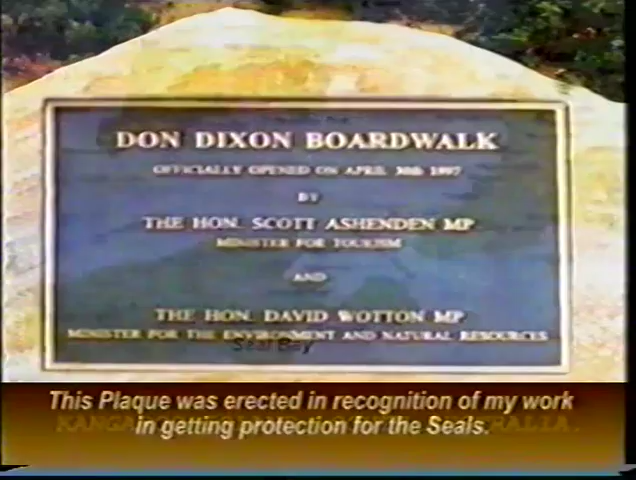 DON DIXON BOARDWALK
OFFICIALLY OPENED ON APRIL 30th 1997
BY
THE HON. SCOTT ASHENDEN MP
MINISTER FOR TOURISM
AND
THE HON. DAVID WOTTON MP
MINISTER FOR THE ENVIRONMENT AND NATURAL RESOURCES
Seal Bay
This Plaque was erected in recognition of my work
in getting protection for the Seals.